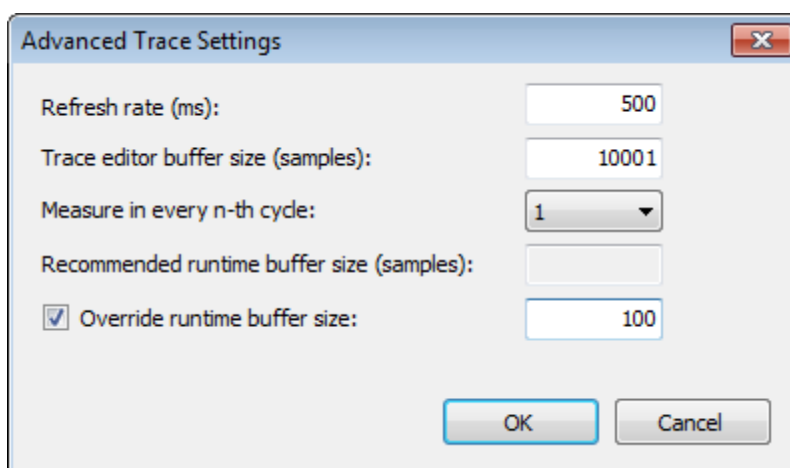 Advanced Trace Settings
Refresh rate (ms): 500
Trace editor buffer size (samples): 10001
Measure in every n-th cycle: 1
Recommended runtime buffer size (samples):
Override runtime buffer size: 100
OK Cancel